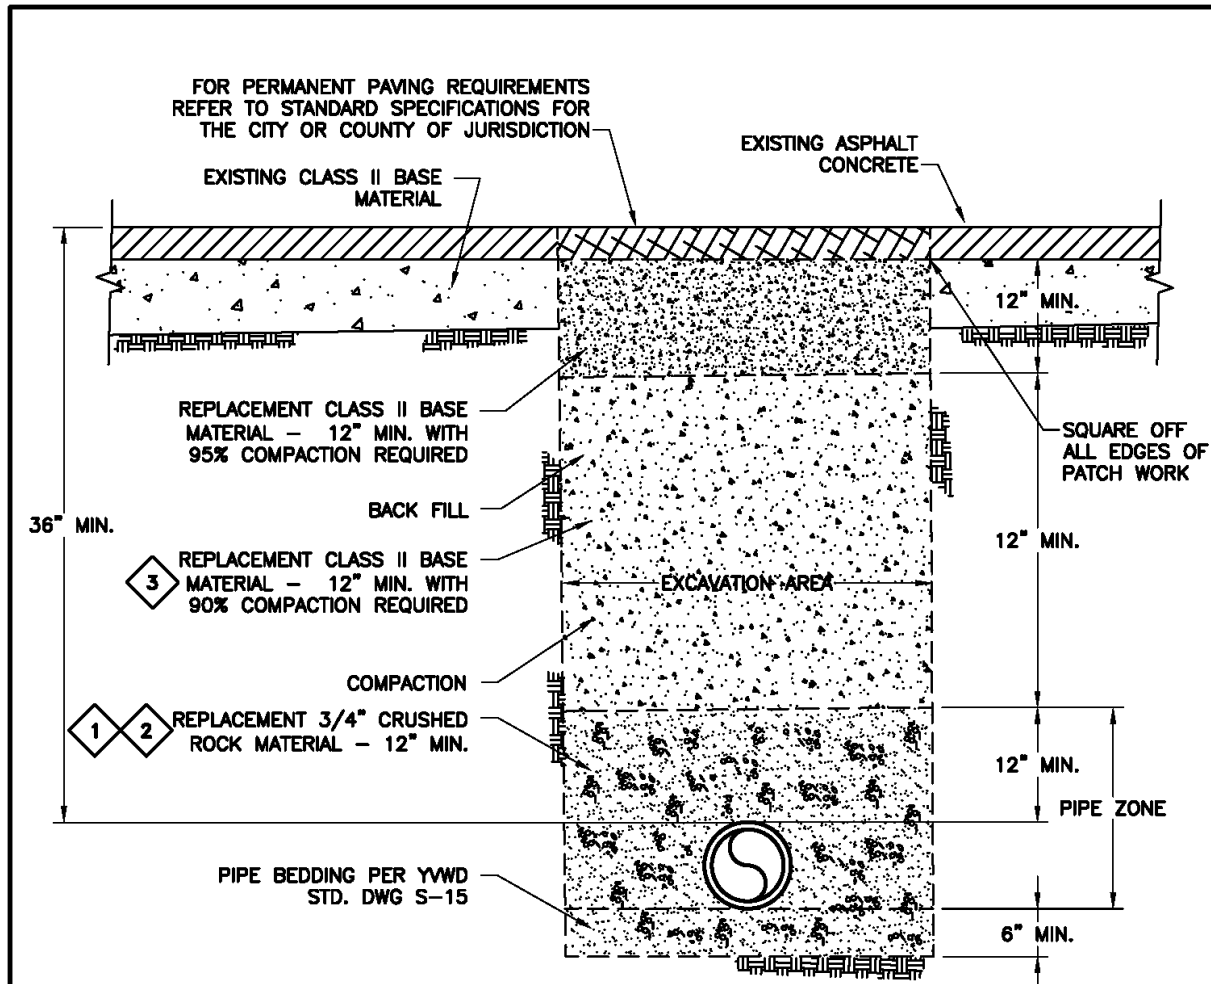 FOR PERMANENT PAVING REQUIREMENTS
REFER TO STANDARD SPECIFICATIONS FOR
THE CITY OR COUNTY OF JURISDICTION
EXISTING ASPHALT
CONCRETE
EXISTING CLASS II BASE
MATERIAL
12" MIN.
REPLACEMENT CLASS II BASE
MATERIAL – 12" MIN. WITH
95% COMPACTION REQUIRED
SQUARE OFF
ALL EDGES OF
PATCH WORK
BACK FILL
36" MIN.
12" MIN.
3
REPLACEMENT CLASS II BASE
MATERIAL – 12" MIN. WITH
90% COMPACTION REQUIRED
EXCAVATION AREA
COMPACTION
1 2
REPLACEMENT 3/4" CRUSHED
ROCK MATERIAL – 12" MIN.
12" MIN.
PIPE ZONE
PIPE BEDDING PER YVWD
STD. DWG S–15
6" MIN.